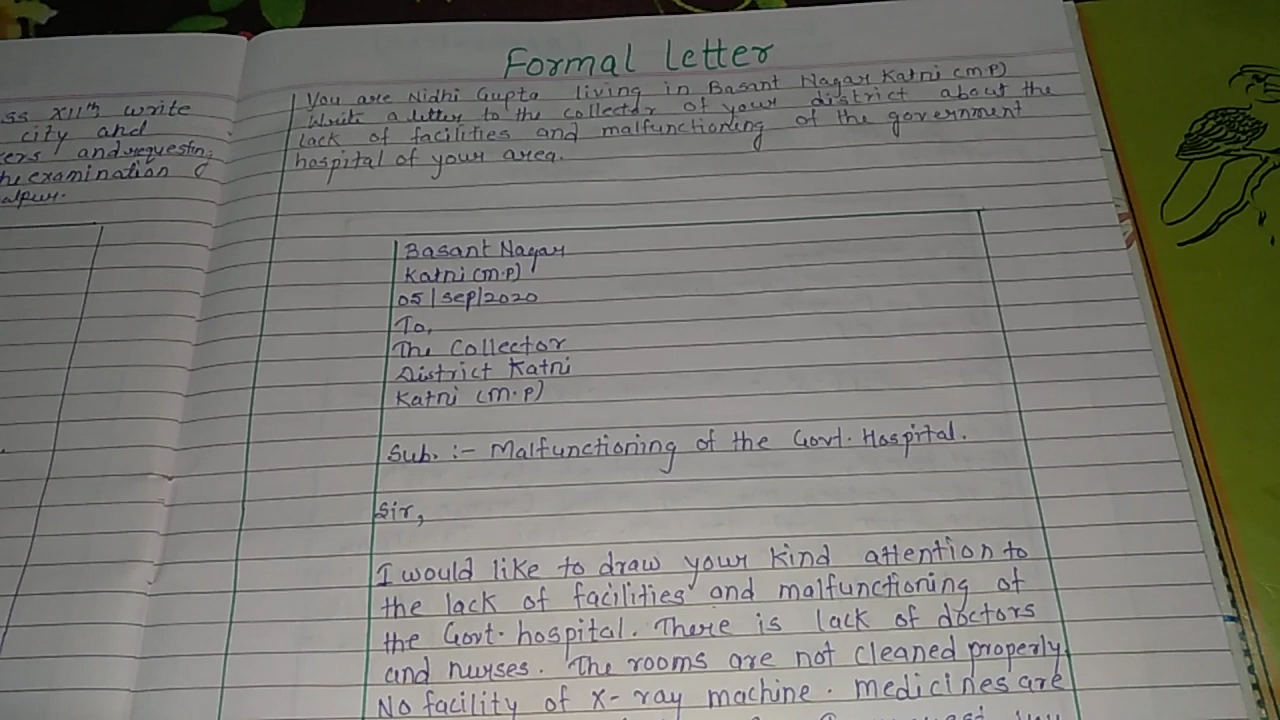 Formal Letter
You are Nidhi Gupta living in Basant Nagar Katni (M.P)
Write a letter to the collector of your district about the
lack of facilities and malfunctioning of the government
hospital of your area.
Basant Nagar
Katni (M.P)
05/Sep/2020
To,
The Collector
District Katni
Katni (M.P)
Sub. :- Malfunctioning of the Govt. Hospital.
Sir,
I would like to draw your kind attention to
the lack of facilities and malfunctioning of
the Govt. hospital. There is lack of doctors
and nurses. The rooms are not cleaned properly.
No facility of X-ray machine. Medicines are
ss XIIth write
city and
and
the examination